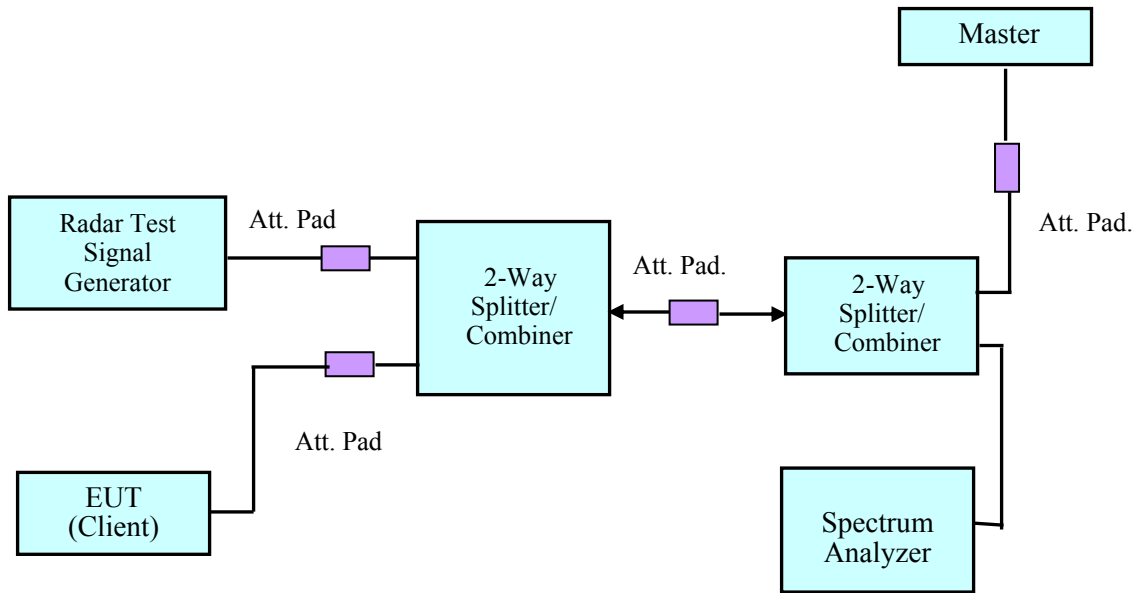 Master
Att. Pad.
Radar Test
Signal
Generator
Att. Pad
2-Way
Splitter/
Combiner
Att. Pad.
2-Way
Splitter/
Combiner
Att. Pad
EUT
(Client)
Spectrum
Analyzer